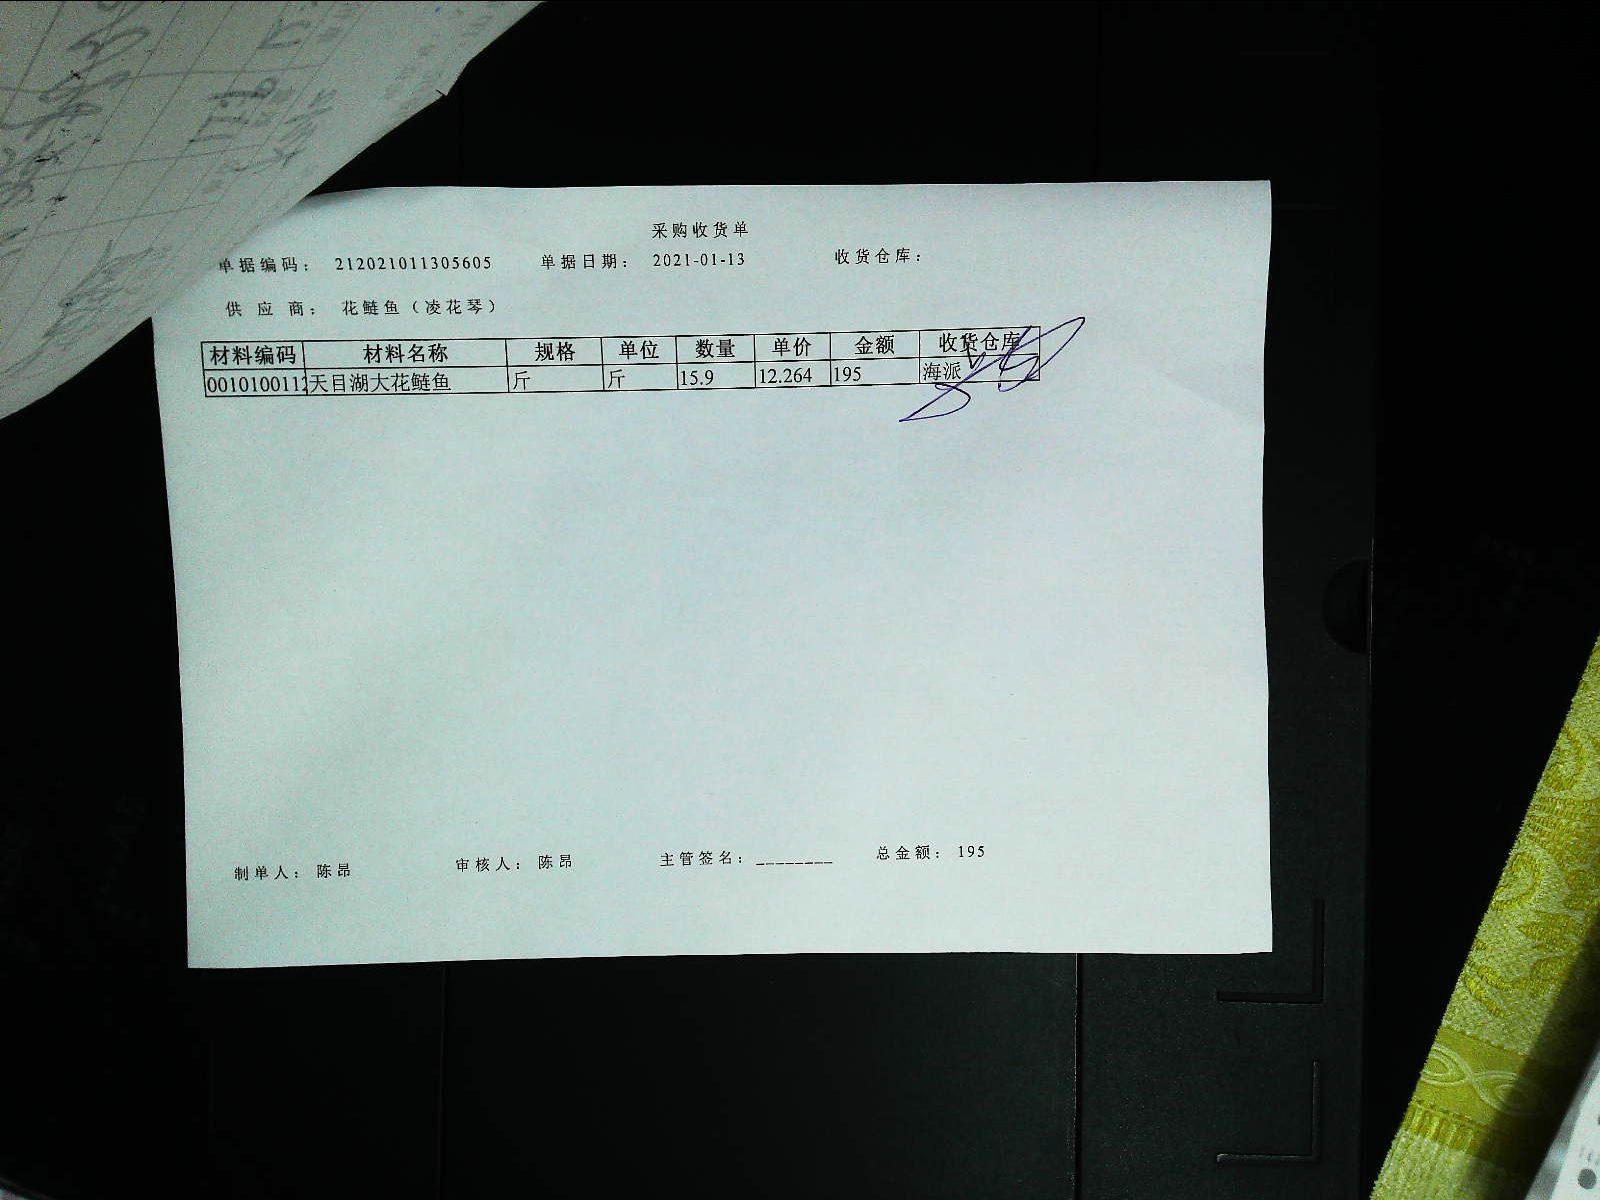 采购收货单
单据编码： 212021011305605 单据日期： 2021-01-13 收货仓库：
供应商： 花鲢鱼（凌花琴）
材料编码 材料名称 规格 单位 数量 单价 金额 收货仓库
0010100112 天目湖大花鲢鱼 斤 斤 15.9 12.264 195 海派
制单人： 陈昂 审核人： 陈昂 主管签名：________ 总金额： 195